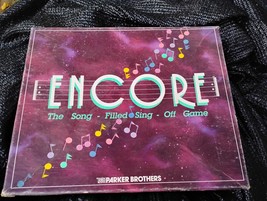 ENCORE
The Song - Filled Sing - Off Game
PARKER BROTHERS